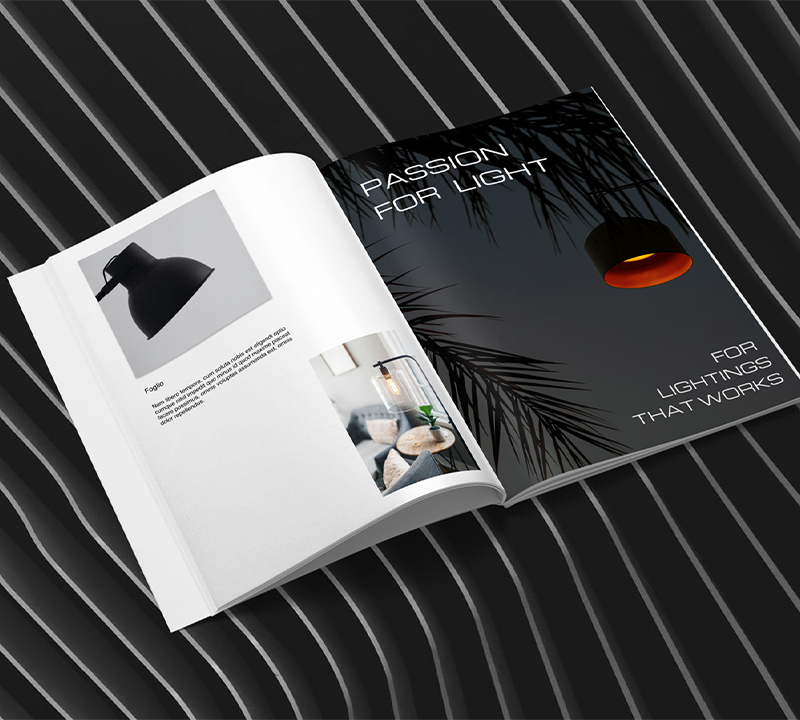 Foglio
Nam libero tempore, cum soluta nobis est eligendi optio
cumque nihil impedit quo minus id quod maxime placeat
facere possimus, omnis voluptas assumenda est, omnis
dolor repellendus.
PASSION
FOR LIGHT
FOR
LIGHTINGS
THAT WORKS